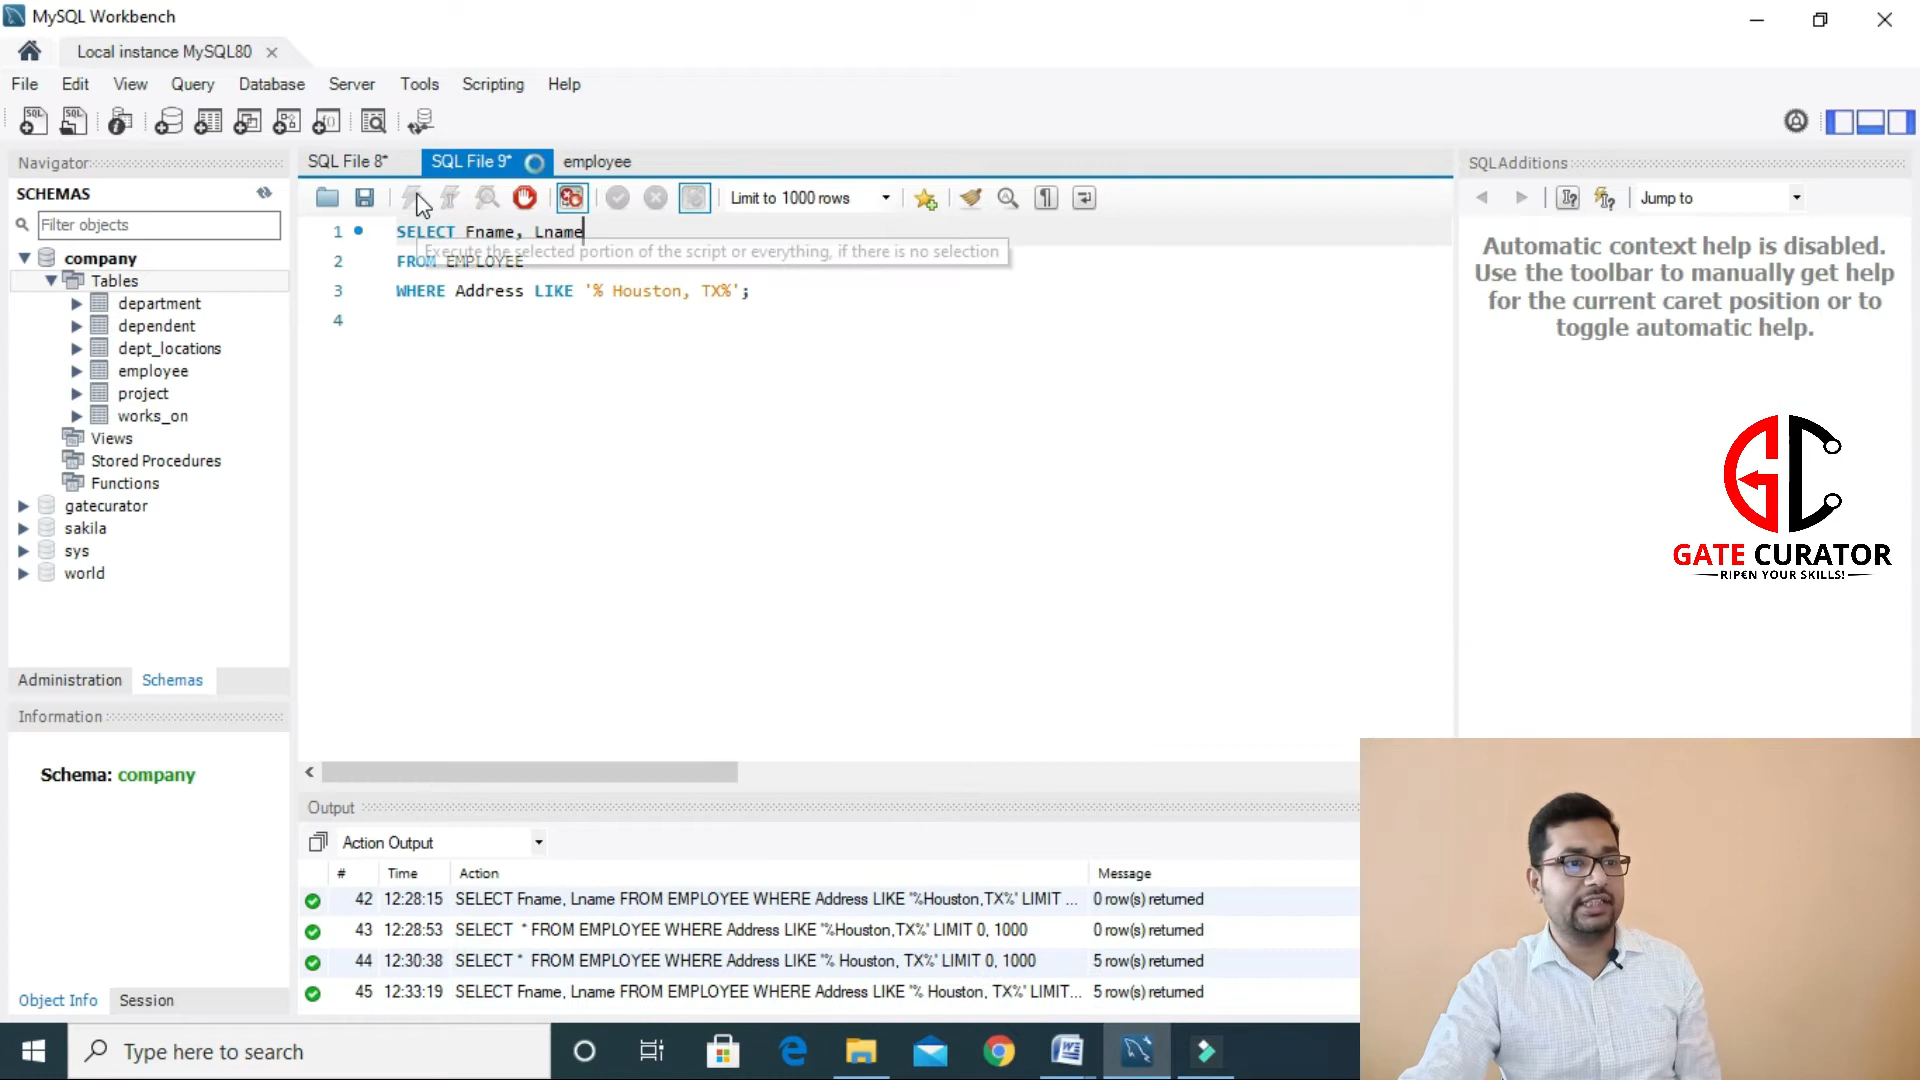 MySQL Workbench
Local instance MySQL80
File Edit View Query Database Server Tools Scripting Help
Navigator
SCHEMAS
Filter objects
company
Tables
department
dependent
dept_locations
employee
project
works_on
Views
Stored Procedures
Functions
gatecurator
sakila
sys
world
Administration Schemas
Information
Schema: company
Object Info Session
SQL File 8* SQL File 9* employee
Limit to 1000 rows
1 SELECT Fname, Lname
Execute the selected portion of the script or everything, if there is no selection
2 FROM EMPLOYEE
3 WHERE Address LIKE '% Houston, TX%';
4
Output
Action Output
# Time Action Message
42 12:28:15 SELECT Fname, Lname FROM EMPLOYEE WHERE Address LIKE '%Houston,TX%' LIMIT ... 0 row(s) returned
43 12:28:53 SELECT * FROM EMPLOYEE WHERE Address LIKE '%Houston,TX%' LIMIT 0, 1000 0 row(s) returned
44 12:30:38 SELECT * FROM EMPLOYEE WHERE Address LIKE '% Houston, TX%' LIMIT 0, 1000 5 row(s) returned
45 12:33:19 SELECT Fname, Lname FROM EMPLOYEE WHERE Address LIKE '% Houston, TX%' LIMIT... 5 row(s) returned
SQLAdditions
Jump to
Automatic context help is disabled.
Use the toolbar to manually get help
for the current caret position or to
toggle automatic help.
GC
GATE CURATOR
RIP€N YOUR SKILLS!
Type here to search